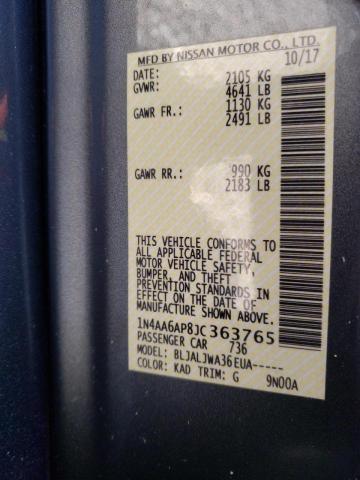 MFD BY NISSAN MOTOR CO., LTD.
DATE: 10/17
GVWR: 2105 KG
4641 LB
GAWR FR.: 1130 KG
2491 LB
GAWR RR.: 990 KG
2183 LB
THIS VEHICLE CONFORMS TO
ALL APPLICABLE FEDERAL
MOTOR VEHICLE SAFETY,
BUMPER, AND THEFT
PREVENTION STANDARDS IN
EFFECT ON THE DATE OF
MANUFACTURE SHOWN ABOVE.
1N4AA6AP8JC363765
PASSENGER CAR 736
MODEL: BLJALJWA36EUA-----
COLOR: KAD TRIM: G 9N00A